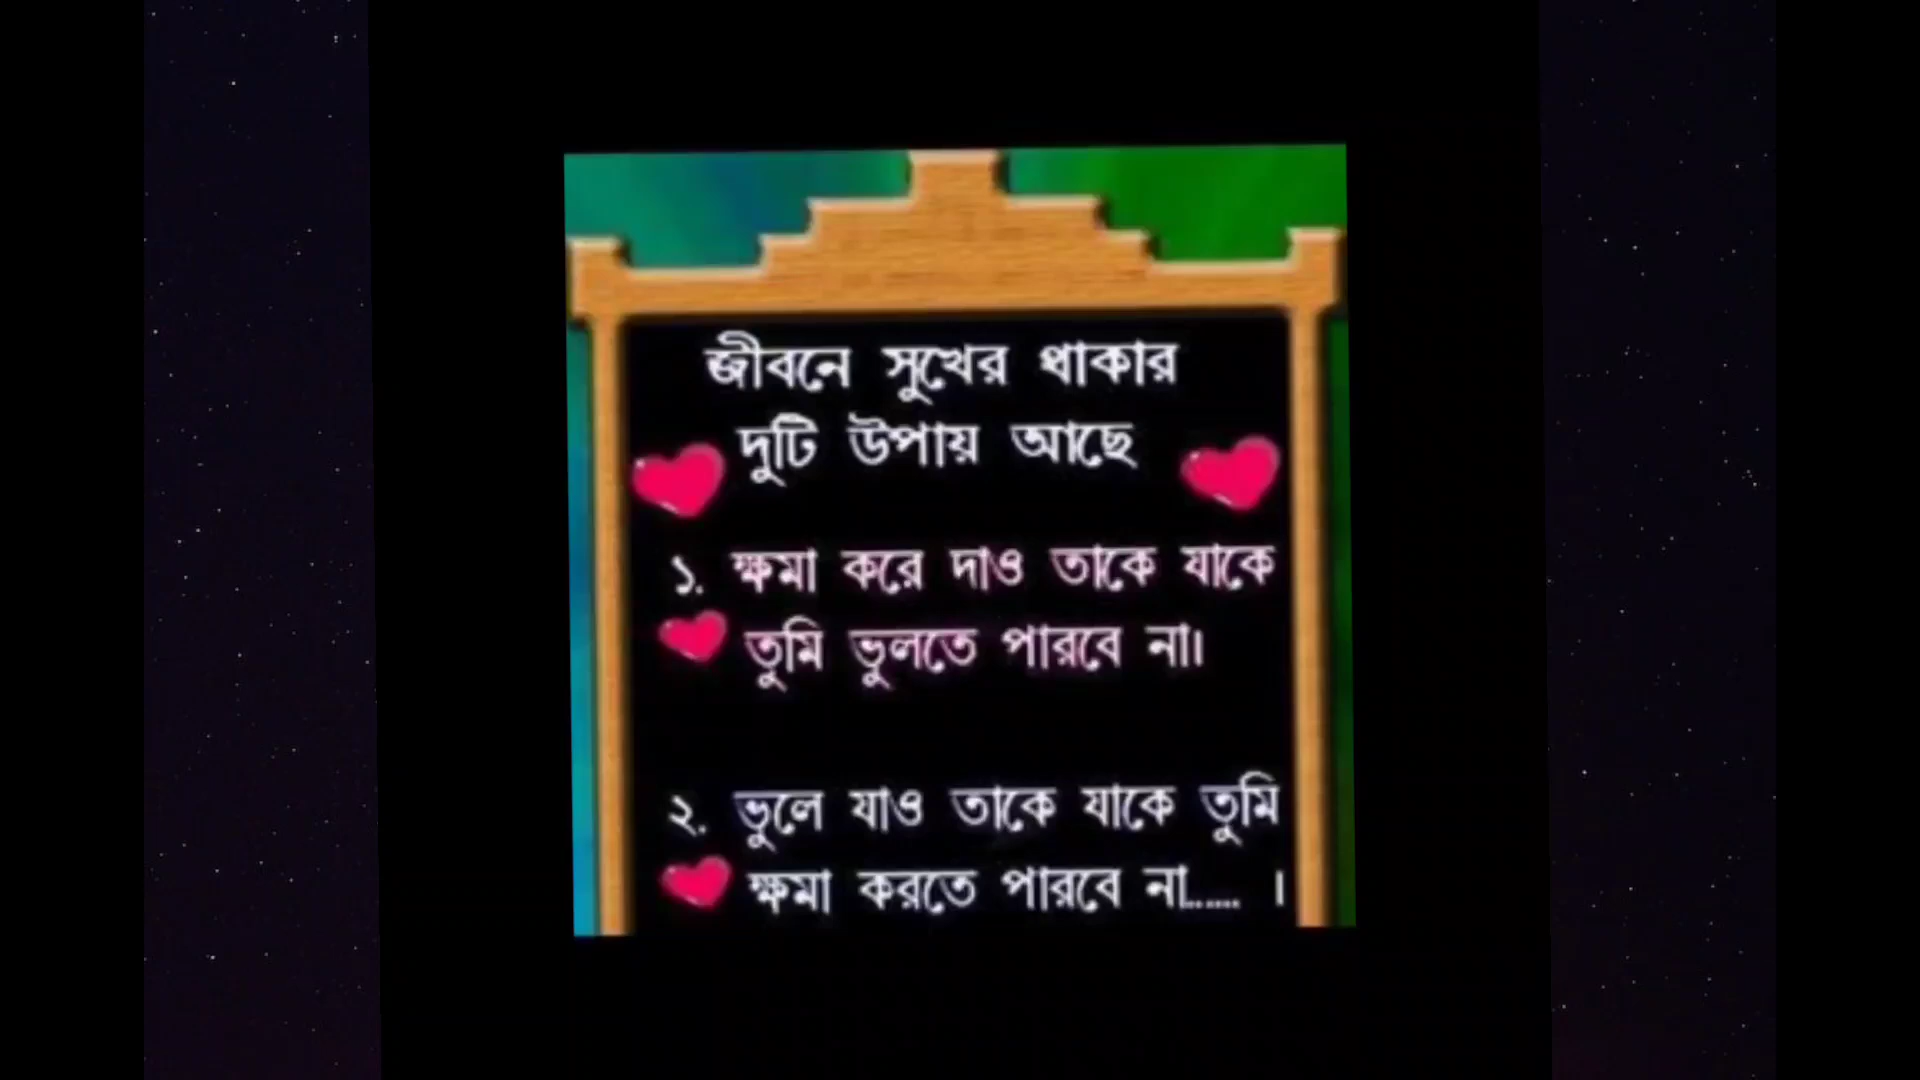 জীবনে সুখের থাকার
দুটি উপায় আছে
১. ক্ষমা করে দাও তাকে যাকে
তুমি ভুলতে পারবে না।
২. ভুলে যাও তাকে যাকে তুমি
ক্ষমা করতে পারবে না...... ।